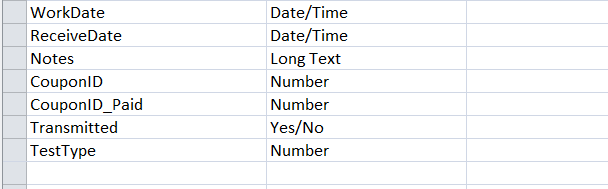 WorkDate Date/Time
ReceiveDate Date/Time
Notes Long Text
CouponID Number
CouponID_Paid Number
Transmitted Yes/No
TestType Number